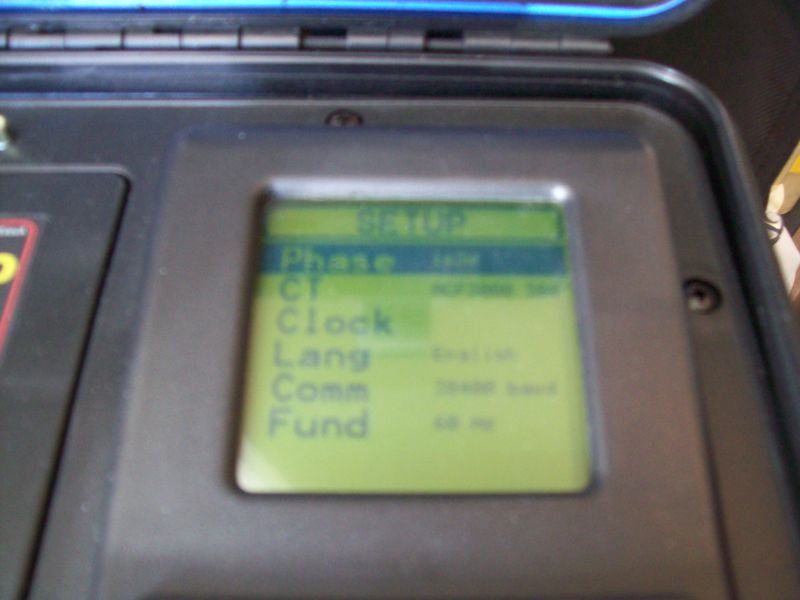 SETUP
Phase
CT
Clock
Lang English
Comm 38400 baud
Fund 60 Hz